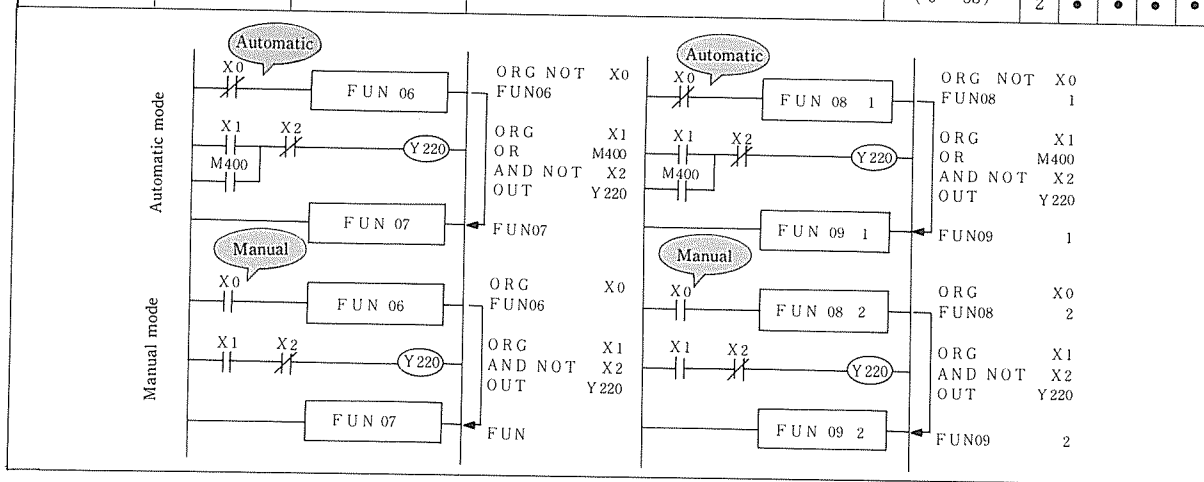 ( 0 38)
2 • • • •
Automatic
X0
FUN 06
ORG NOT X0
FUN06
Automatic mode
X1 X2
Y220
M400
ORG X1
OR M400
AND NOT X2
OUT Y220
FUN 07
FUN07
Manual
X0
FUN 06
ORG X0
FUN06
Manual mode
X1 X2
Y220
ORG X1
AND NOT X2
OUT Y220
FUN 07
FUN
Automatic
X0
FUN 08 1
ORG NOT X0
FUN08 1
X1 X2
Y220
M400
ORG X1
OR M400
AND NOT X2
OUT Y220
FUN 09 1
FUN09 1
Manual
X0
FUN 08 2
ORG X0
FUN08 2
X1 X2
Y220
ORG X1
AND NOT X2
OUT Y220
FUN 09 2
FUN09 2